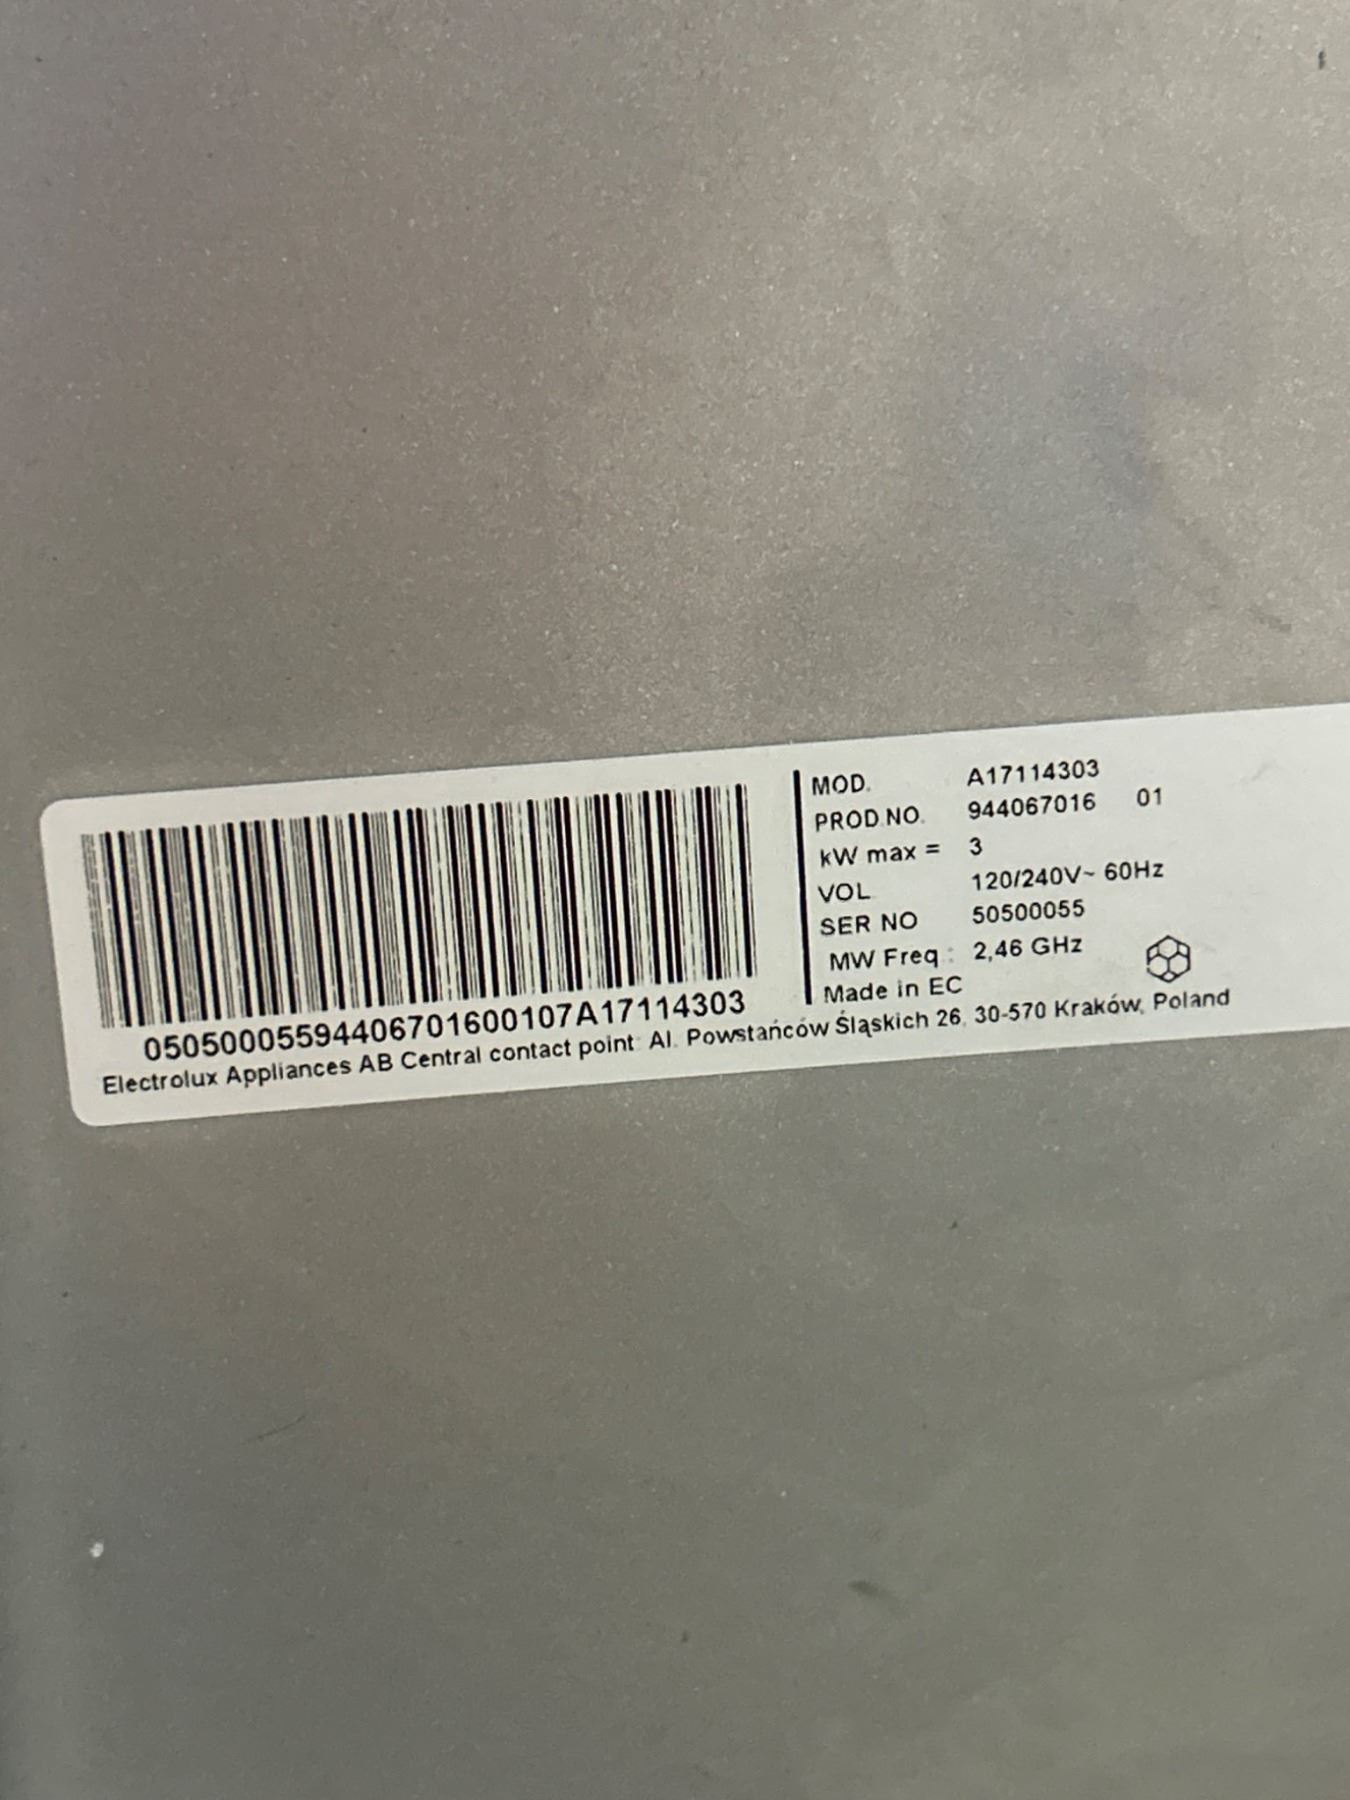 MOD. A17114303
PROD.NO. 944067016 01
kW max = 3
VOL. 120/240V~ 60Hz
SER NO 50500055
MW Freq : 2,46 GHz
Made in EC
05050005594406701600107A17114303
Electrolux Appliances AB Central contact point: Al. Powstańców Śląskich 26, 30-570 Kraków, Poland